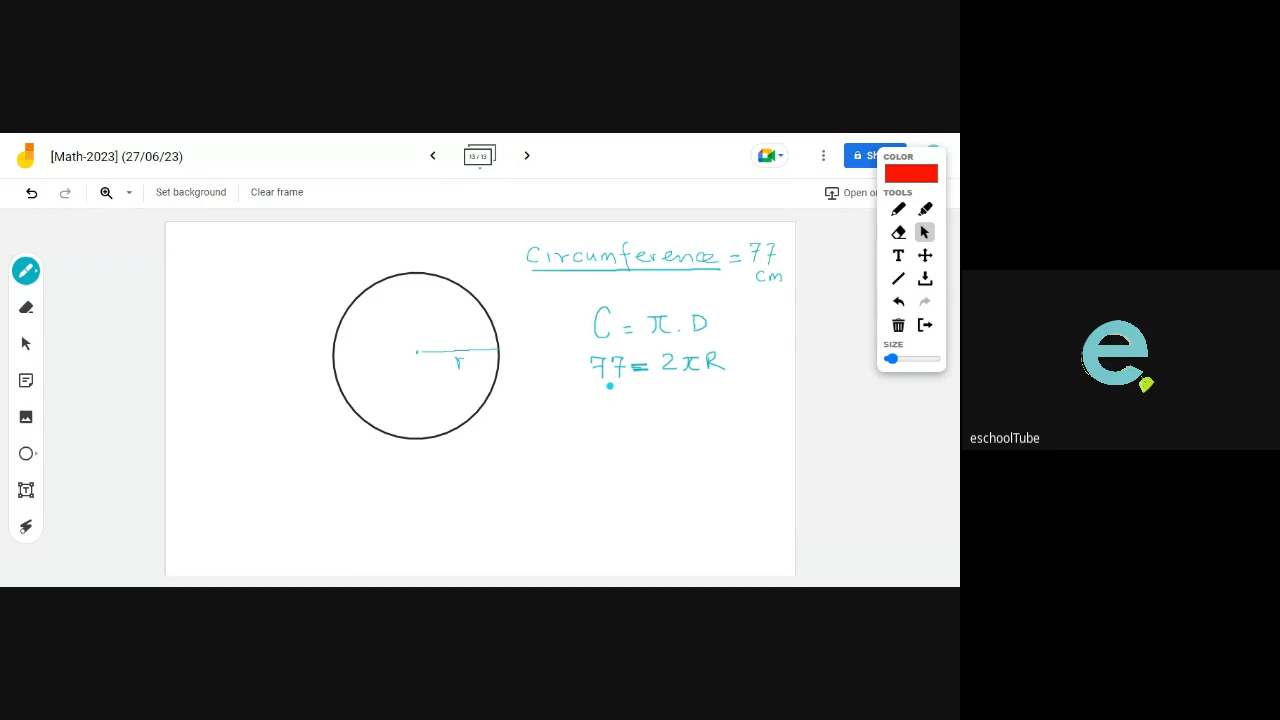 [Math-2023] (27/06/23)
13 / 13
Sh
COLOR
TOOLS
Set background
Clear frame
Open on
SIZE
Circumference = 77
cm
C = π . D
77 = 2πR
r
eschoolTube